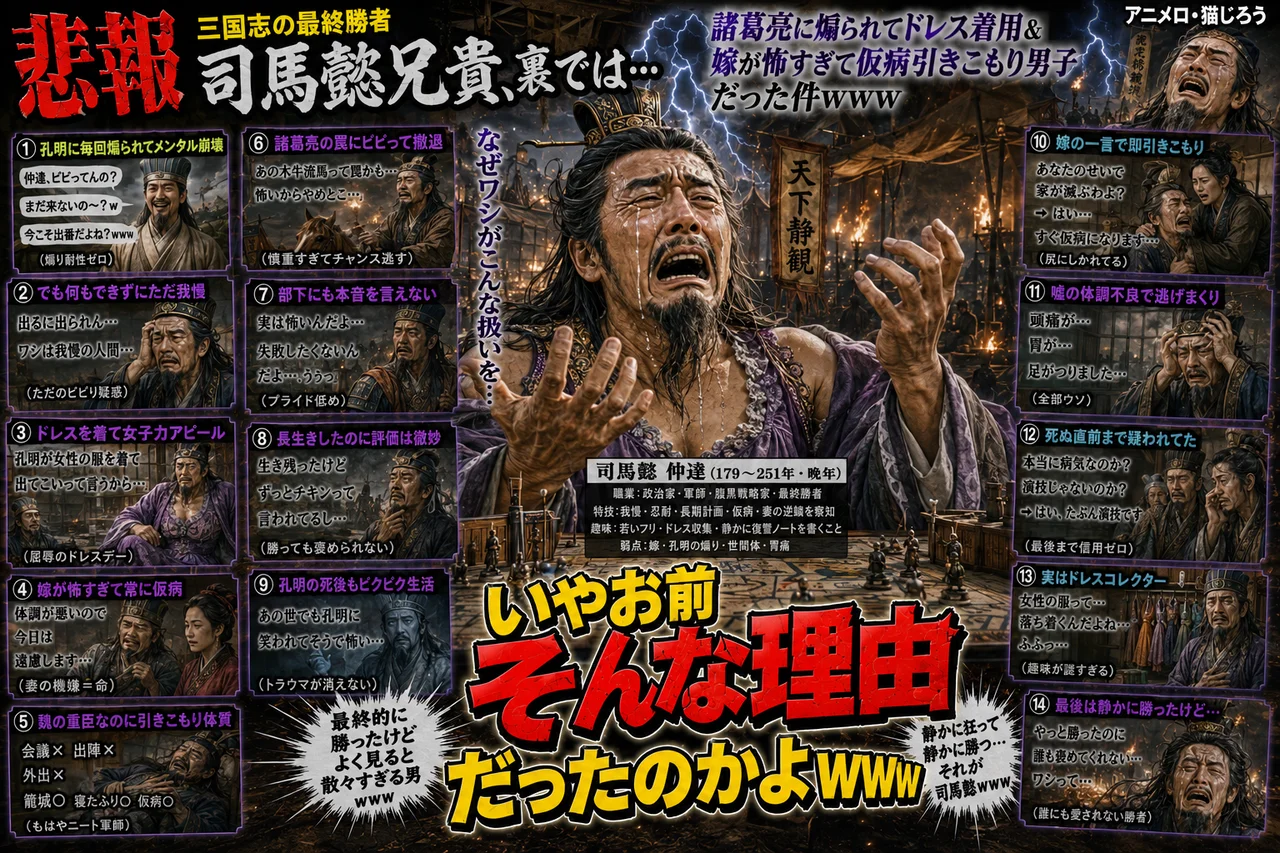 悲報
三国志の最終勝者
司馬懿兄貴、裏では…
諸葛亮に煽られてドレス着用&
嫁が怖すぎて仮病引きこもり男子
だった件www
アニメロ・猫じろう
① 孔明に毎回煽られてメンタル崩壊
仲達、ビビってんの?
まだ来ないの〜?w
今こそ出番だよね?www
(煽り耐性ゼロ)
② でも何もできずにただ我慢
出るに出られん…
ワシは我慢の人間…
(ただのビビり疑惑)
③ ドレスを着て女子力アピール
孔明が女性の服を着て
出てこいって言うから…
(屈辱のドレスデー)
④ 嫁が怖すぎて常に仮病
体調が悪いので
今日は
遠慮します…
(妻の機嫌=命)
⑤ 魏の重臣なのに引きこもり体質
会議× 出陣×
外出×
籠城○ 寝たふり○ 仮病○
(もはやニート軍師)
⑥ 諸葛亮の罠にビビって撤退
あの木牛流馬って罠かも…
怖いからやめとこ…
(慎重すぎてチャンス逃す)
⑦ 部下にも本音を言えない
実は怖いんだよ…
失敗したくないん
だよ…、うぅっ
(プライド低め)
⑧ 長生きしたのに評価は微妙
生き残ったけど
ずっとチキンって
言われてるし…
(勝っても褒められない)
⑨ 孔明の死後もビクビク生活
あの世でも孔明に
笑われてそうで怖い…
(トラウマが消えない)
なぜワシがこんな扱いを…
天下静観
司馬懿 仲達 (179〜251年・晩年)
職業:政治家・軍師・腹黒戦略家・最終勝者
特技:我慢・忍耐・長期計画・仮病・妻の逆鱗を察知
趣味:若いフリ・ドレス収集・静かに復讐ノートを書くこと
弱点:嫁・孔明の煽り・世間体・胃痛
⑩ 嫁の一言で即引きこもり
あなたのせいで
家が滅ぶわよ?
→ はい…
すぐ仮病になります…
(尻にしかれてる)
⑪ 嘘の体調不良で逃げまくり
頭痛が…
胃が…
足がつりました…
(全部ウソ)
⑫ 死ぬ直前まで疑われてた
本当に病気なのか?
演技じゃないのか?
→はい、たぶん演技です
(最後まで信用ゼロ)
⑬ 実はドレスコレクター
女性の服って…
落ち着くんだよね…
ふふっ…
(趣味が謎すぎる)
⑭ 最後は静かに勝ったけど…
やっと勝ったのに
誰も褒めてくれない…
ワシって…
(誰にも愛されない勝者)
最終的に
勝ったけど
よく見ると
散々すぎる男
www
いやお前
そんな理由
だったのかよwww
静かに狂って
静かに勝つ…
それが
司馬懿www